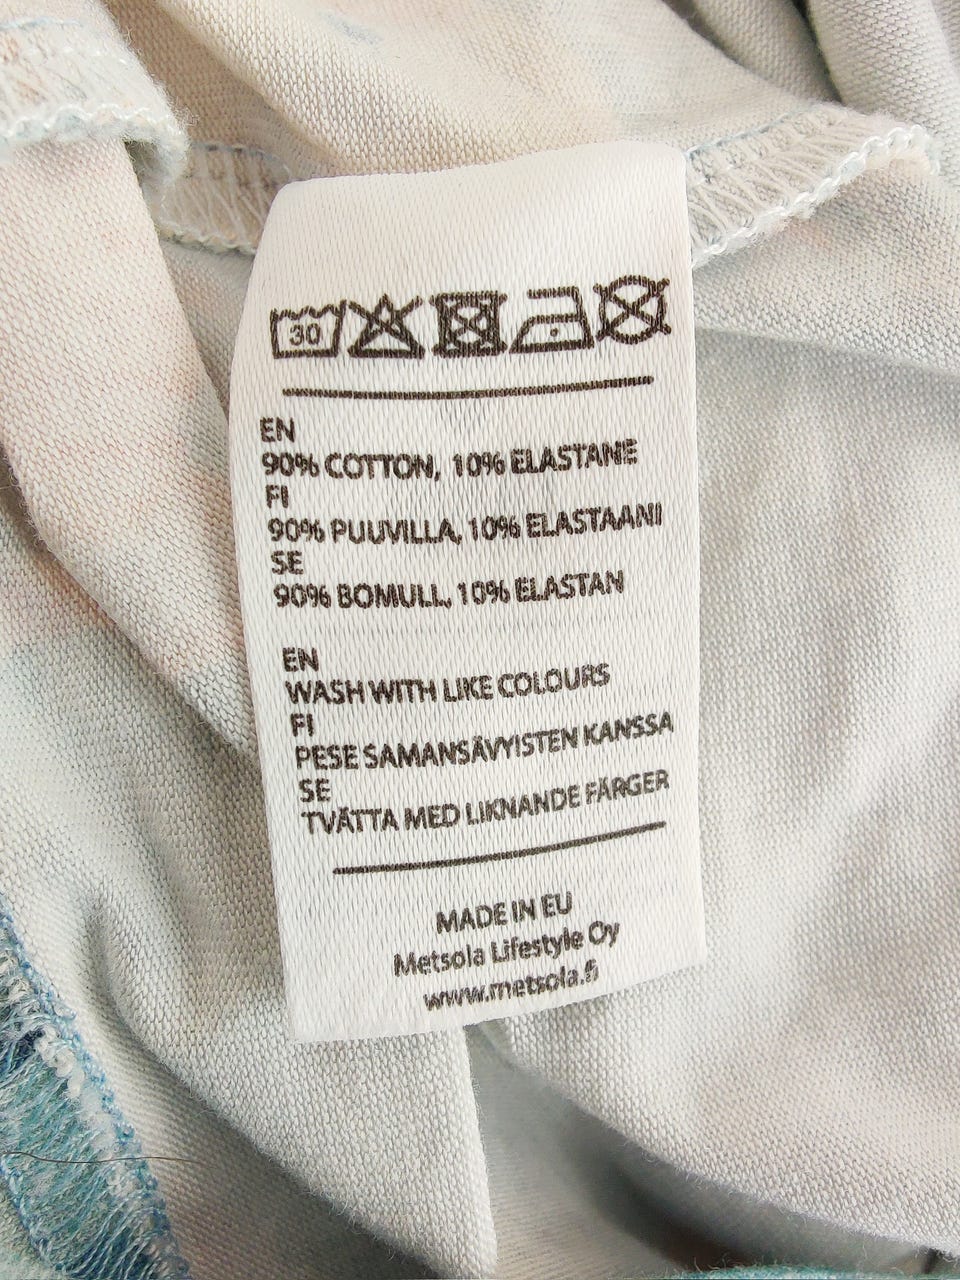 30
EN
90% COTTON, 10% ELASTANE
FI
90% PUUVILLA, 10% ELASTAANI
SE
90% BOMULL, 10% ELASTAN
EN
WASH WITH LIKE COLOURS
FI
PESE SAMANSÄVYISTEN KANSSA
SE
TVÄTTA MED LIKNANDE FÄRGER
MADE IN EU
Metsola Lifestyle Oy
www.metsola.fi